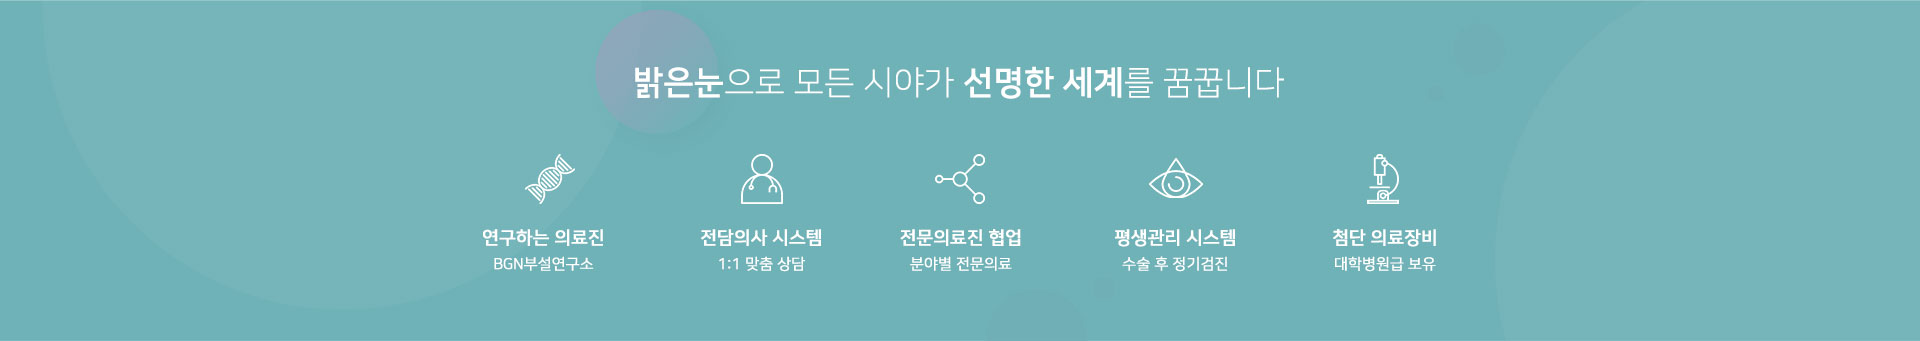 밝은눈으로 모든 시야가 선명한 세계를 꿈꿉니다
연구하는 의료진
BGN부설연구소
전담의사 시스템
1:1 맞춤 상담
전문의료진 협업
분야별 전문의료
평생관리 시스템
수술 후 정기검진
첨단 의료장비
대학병원급 보유